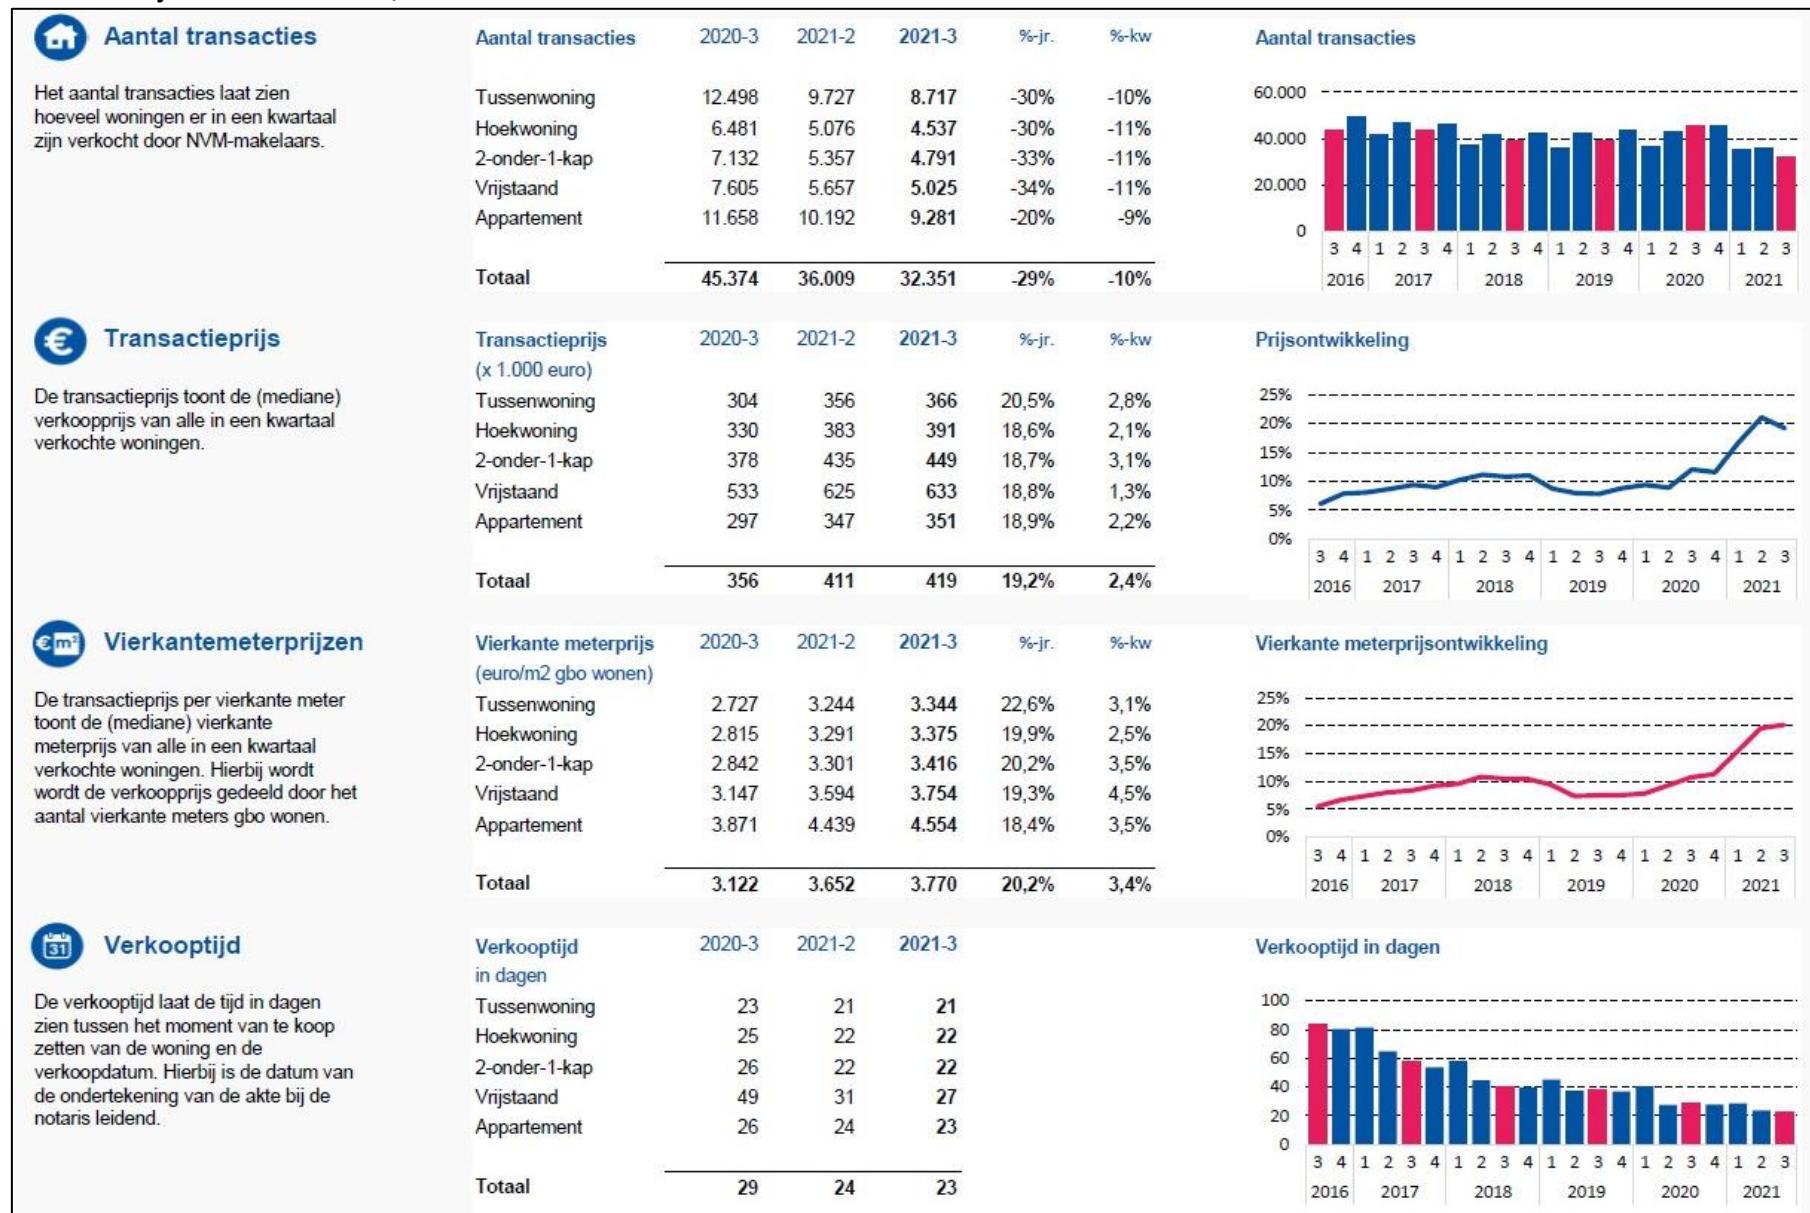 Aantal transacties
Het aantal transacties laat zien
hoeveel woningen er in een kwartaal
zijn verkocht door NVM-makelaars.
Aantal transacties 2020-3 2021-2 2021-3 %-jr. %-kw
Tussenwoning 12.498 9.727 8.717 -30% -10%
Hoekwoning 6.481 5.076 4.537 -30% -11%
2-onder-1-kap 7.132 5.357 4.791 -33% -11%
Vrijstaand 7.605 5.657 5.025 -34% -11%
Appartement 11.658 10.192 9.281 -20% -9%
Totaal 45.374 36.009 32.351 -29% -10%
Aantal transacties
60.000
40.000
20.000
0
3 4 1 2 3 4 1 2 3 4 1 2 3 4 1 2 3 4 1 2 3
2016 2017 2018 2019 2020 2021
€ Transactieprijs
De transactieprijs toont de (mediane)
verkoopprijs van alle in een kwartaal
verkochte woningen.
Transactieprijs 2020-3 2021-2 2021-3 %-jr. %-kw
(x 1.000 euro)
Tussenwoning 304 356 366 20,5% 2,8%
Hoekwoning 330 383 391 18,6% 2,1%
2-onder-1-kap 378 435 449 18,7% 3,1%
Vrijstaand 533 625 633 18,8% 1,3%
Appartement 297 347 351 18,9% 2,2%
Totaal 356 411 419 19,2% 2,4%
Prijsontwikkeling
25%
20%
15%
10%
5%
0%
3 4 1 2 3 4 1 2 3 4 1 2 3 4 1 2 3 4 1 2 3
2016 2017 2018 2019 2020 2021
€ m² Vierkantemeterprijzen
De transactieprijs per vierkante meter
toont de (mediane) vierkante
meterprijs van alle in een kwartaal
verkochte woningen. Hierbij wordt
wordt de verkoopprijs gedeeld door het
aantal vierkante meters gbo wonen.
Vierkante meterprijs 2020-3 2021-2 2021-3 %-jr. %-kw
(euro/m2 gbo wonen)
Tussenwoning 2.727 3.244 3.344 22,6% 3,1%
Hoekwoning 2.815 3.291 3.375 19,9% 2,5%
2-onder-1-kap 2.842 3.301 3.416 20,2% 3,5%
Vrijstaand 3.147 3.594 3.754 19,3% 4,5%
Appartement 3.871 4.439 4.554 18,4% 3,5%
Totaal 3.122 3.652 3.770 20,2% 3,4%
Vierkante meterprijsontwikkeling
25%
20%
15%
10%
5%
0%
3 4 1 2 3 4 1 2 3 4 1 2 3 4 1 2 3 4 1 2 3
2016 2017 2018 2019 2020 2021
31 Verkooptijd
De verkooptijd laat de tijd in dagen
zien tussen het moment van te koop
zetten van de woning en de
verkoopdatum. Hierbij is de datum van
de ondertekening van de akte bij de
notaris leidend.
Verkooptijd 2020-3 2021-2 2021-3
in dagen
Tussenwoning 23 21 21
Hoekwoning 25 22 22
2-onder-1-kap 26 22 22
Vrijstaand 49 31 27
Appartement 26 24 23
Totaal 29 24 23
Verkooptijd in dagen
100
80
60
40
20
0
3 4 1 2 3 4 1 2 3 4 1 2 3 4 1 2 3 4 1 2 3
2016 2017 2018 2019 2020 2021